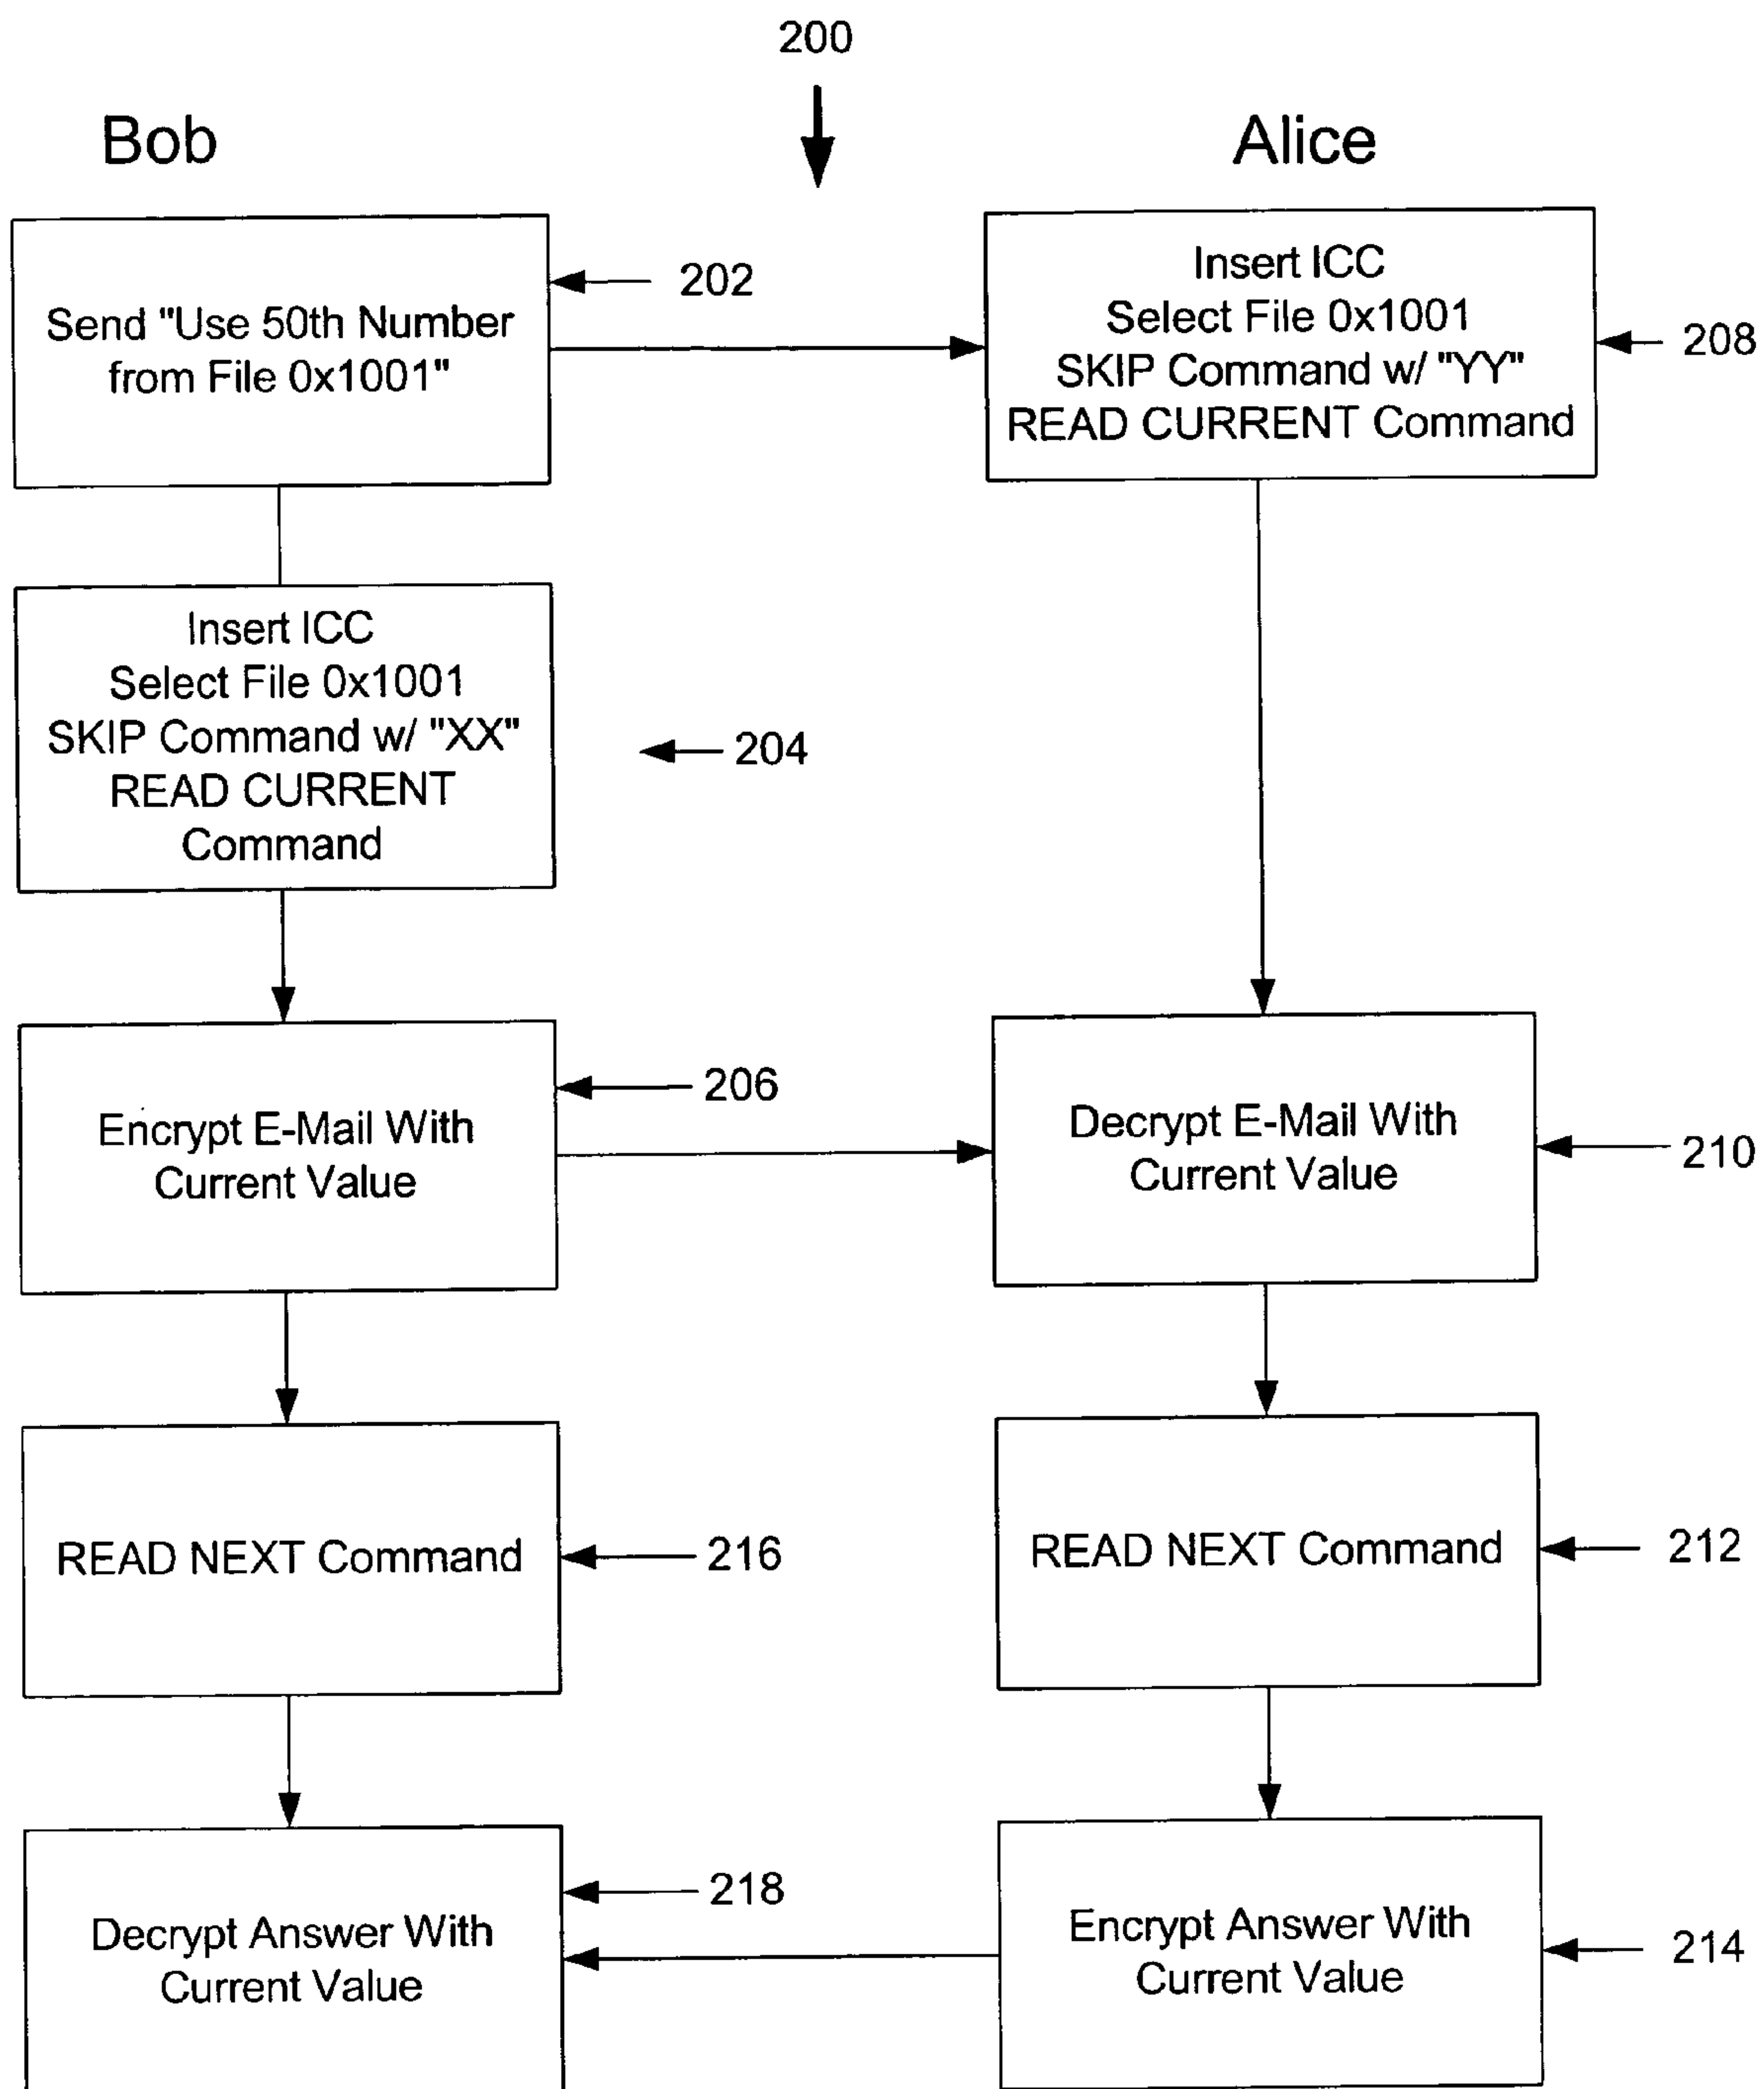 200
Bob
Alice
Send "Use 50th Number
from File 0x1001"
202
Insert ICC
Select File 0x1001
SKIP Command w/ "YY"
READ CURRENT Command
208
Insert ICC
Select File 0x1001
SKIP Command w/ "XX"
READ CURRENT
Command
204
Encrypt E-Mail With
Current Value
206
Decrypt E-Mail With
Current Value
210
READ NEXT Command
216
READ NEXT Command
212
Decrypt Answer With
Current Value
218
Encrypt Answer With
Current Value
214